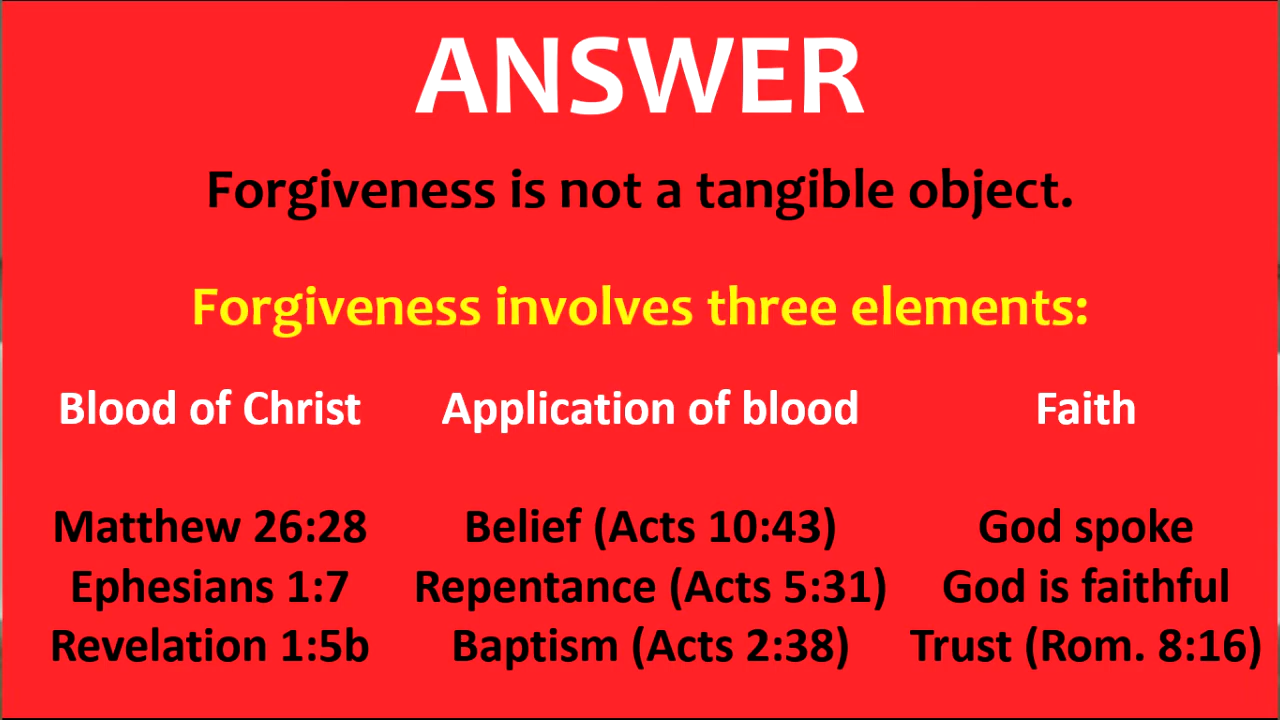 ANSWER
Forgiveness is not a tangible object.
Forgiveness involves three elements:
Blood of Christ Application of blood Faith
Matthew 26:28 Belief (Acts 10:43) God spoke
Ephesians 1:7 Repentance (Acts 5:31) God is faithful
Revelation 1:5b Baptism (Acts 2:38) Trust (Rom. 8:16)